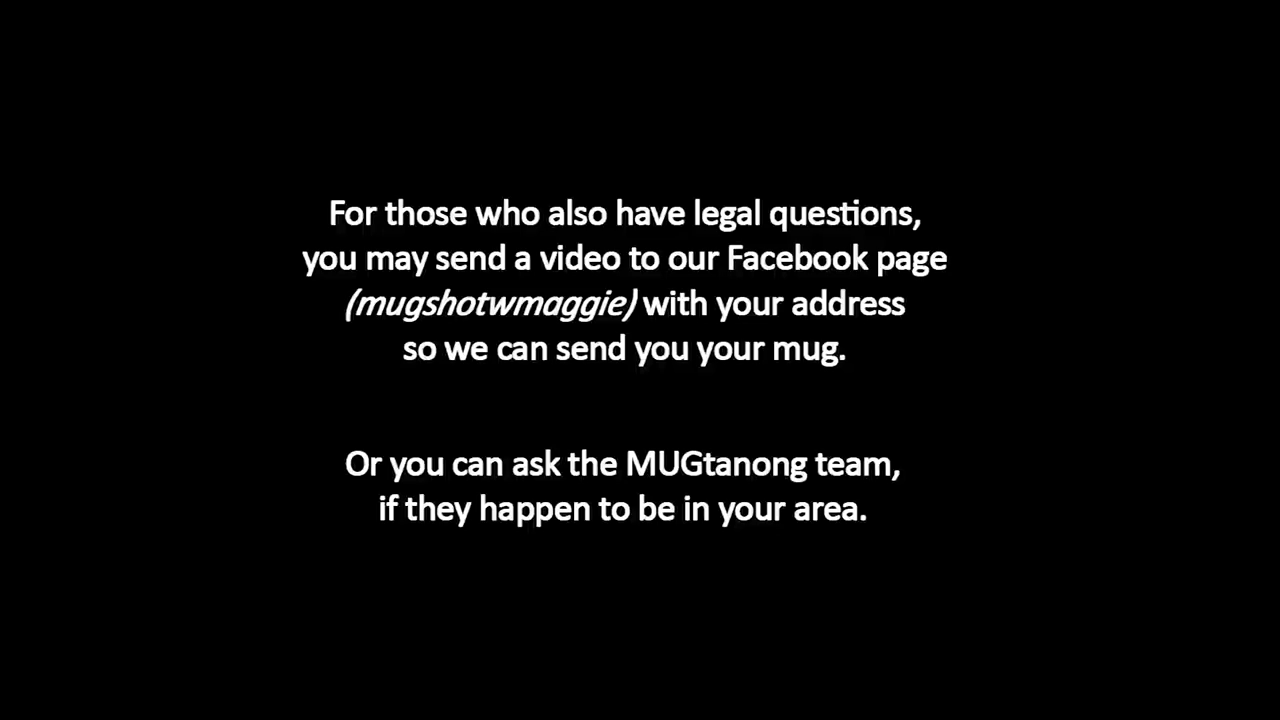 For those who also have legal questions,
you may send a video to our Facebook page
(mugshotwmaggie) with your address
so we can send you your mug.
Or you can ask the MUGtanong team,
if they happen to be in your area.